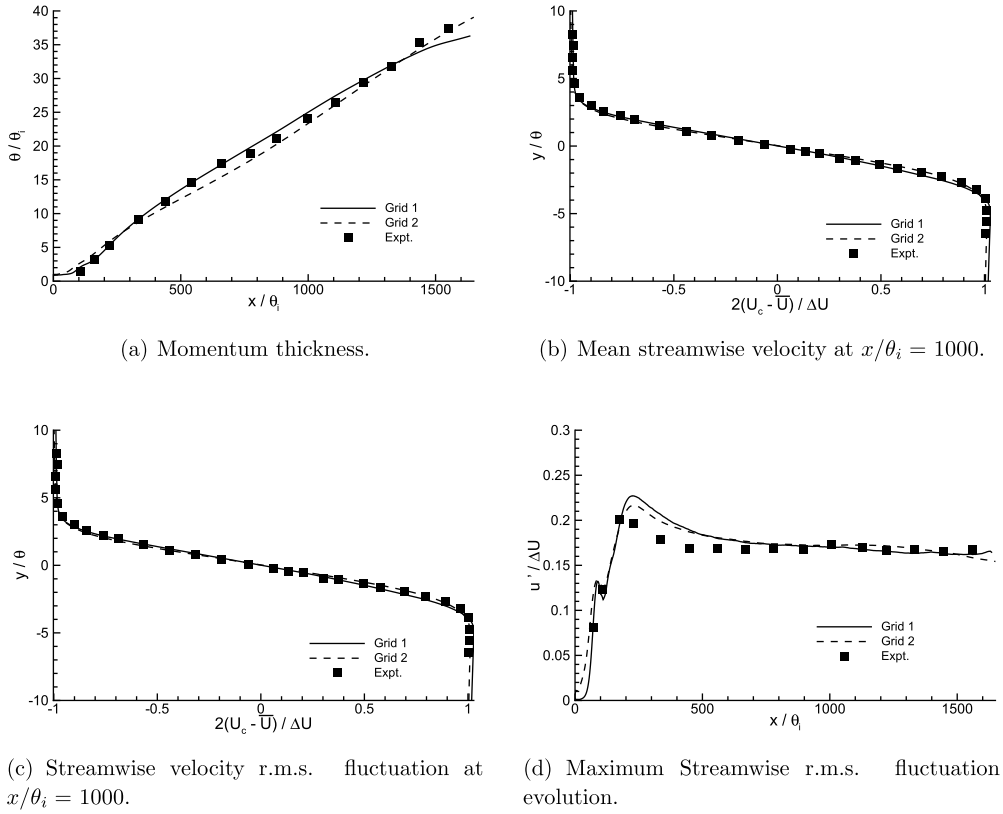 40
35
30
25
20
15
10
5
0
θ / θi
0 500 1000 1500
x / θi
Grid 1
Grid 2
Expt.
(a) Momentum thickness.
10
5
0
-5
-10
y / θ
-1 -0.5 0 0.5 1
2(Uc - U̅) / ΔU
Grid 1
Grid 2
Expt.
(b) Mean streamwise velocity at x/θi = 1000.
10
5
0
-5
-10
y / θ
-1 -0.5 0 0.5 1
2(Uc - U̅) / ΔU
Grid 1
Grid 2
Expt.
(c) Streamwise velocity r.m.s. fluctuation at
x/θi = 1000.
0.3
0.25
0.2
0.15
0.1
0.05
0
u ' / ΔU
0 500 1000 1500
x / θi
Grid 1
Grid 2
Expt.
(d) Maximum Streamwise r.m.s. fluctuation
evolution.